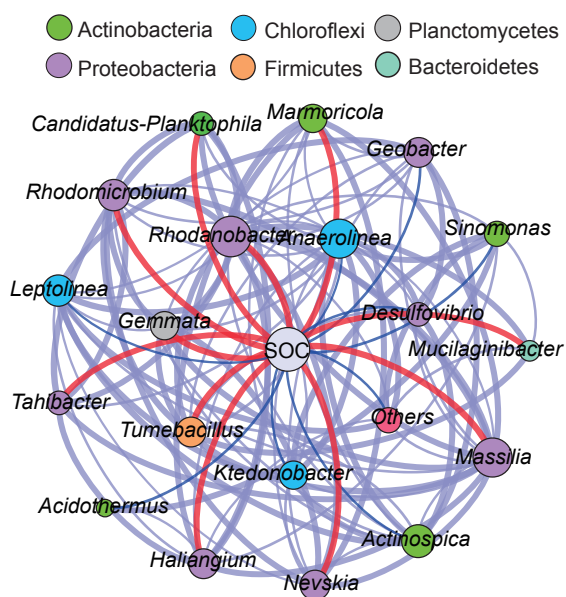 Actinobacteria Chloroflexi Planctomycetes
Proteobacteria Firmicutes Bacteroidetes
Marmoricola
Candidatus-Planktophila
Geobacter
Rhodomicrobium
Sinomonas
Rhodanobacter
Anaerolinea
Leptolinea
Desulfovibrio
Gemmata
SOC
Mucilaginibacter
Tahibacter
Others
Tumebacillus
Massilia
Ktedonobacter
Acidothermus
Actinospica
Haliangium
Nevskia